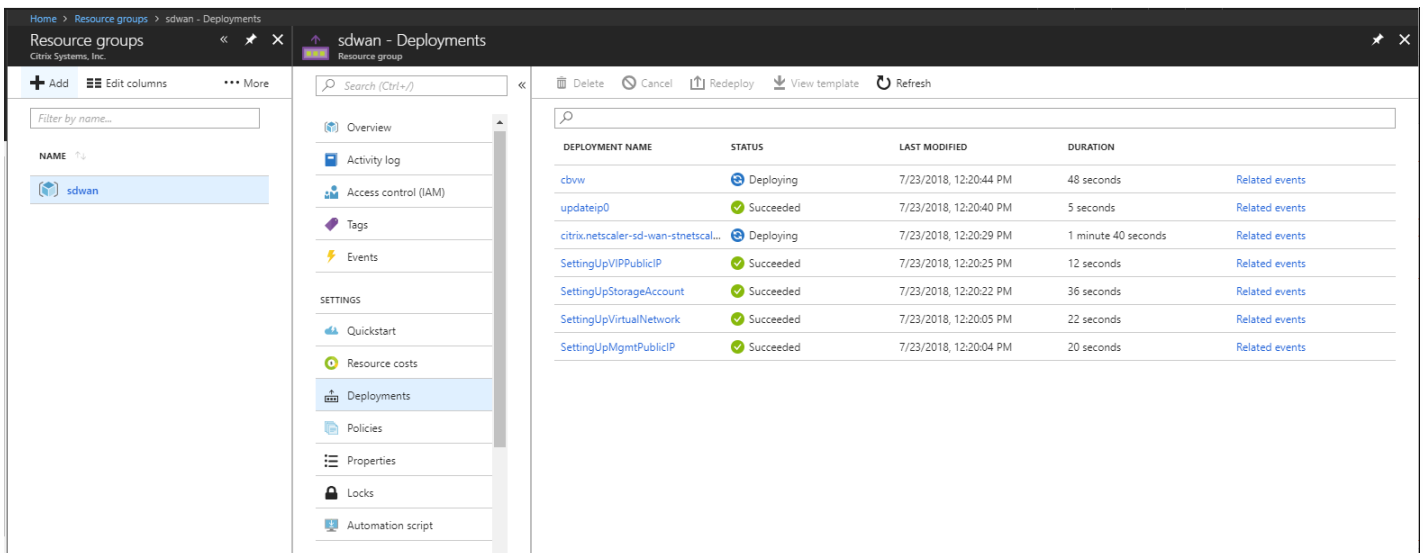 Home > Resource groups > sdwan - Deployments
Resource groups
Citrix Systems, Inc.
Add Edit columns More
Filter by name...
NAME
sdwan
sdwan - Deployments
Resource group
Search (Ctrl+/)
Overview
Activity log
Access control (IAM)
Tags
Events
SETTINGS
Quickstart
Resource costs
Deployments
Policies
Properties
Locks
Automation script
Delete Cancel Redeploy View template Refresh
DEPLOYMENT NAME STATUS LAST MODIFIED DURATION
cbvw Deploying 7/23/2018, 12:20:44 PM 48 seconds Related events
updateip0 Succeeded 7/23/2018, 12:20:40 PM 5 seconds Related events
citrix.netscaler-sd-wan-stnetscal... Deploying 7/23/2018, 12:20:29 PM 1 minute 40 seconds Related events
SettingUpVIPPublicIP Succeeded 7/23/2018, 12:20:25 PM 12 seconds Related events
SettingUpStorageAccount Succeeded 7/23/2018, 12:20:22 PM 36 seconds Related events
SettingUpVirtualNetwork Succeeded 7/23/2018, 12:20:05 PM 22 seconds Related events
SettingUpMgmtPublicIP Succeeded 7/23/2018, 12:20:04 PM 20 seconds Related events